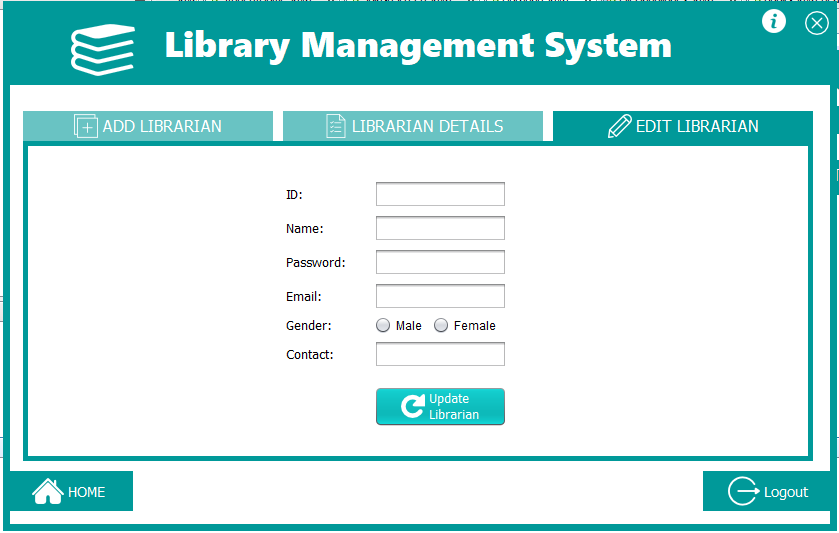 Library Management System
ADD LIBRARIAN
LIBRARIAN DETAILS
EDIT LIBRARIAN
ID:
Name:
Password:
Email:
Gender: Male Female
Contact:
Update
Librarian
HOME
Logout